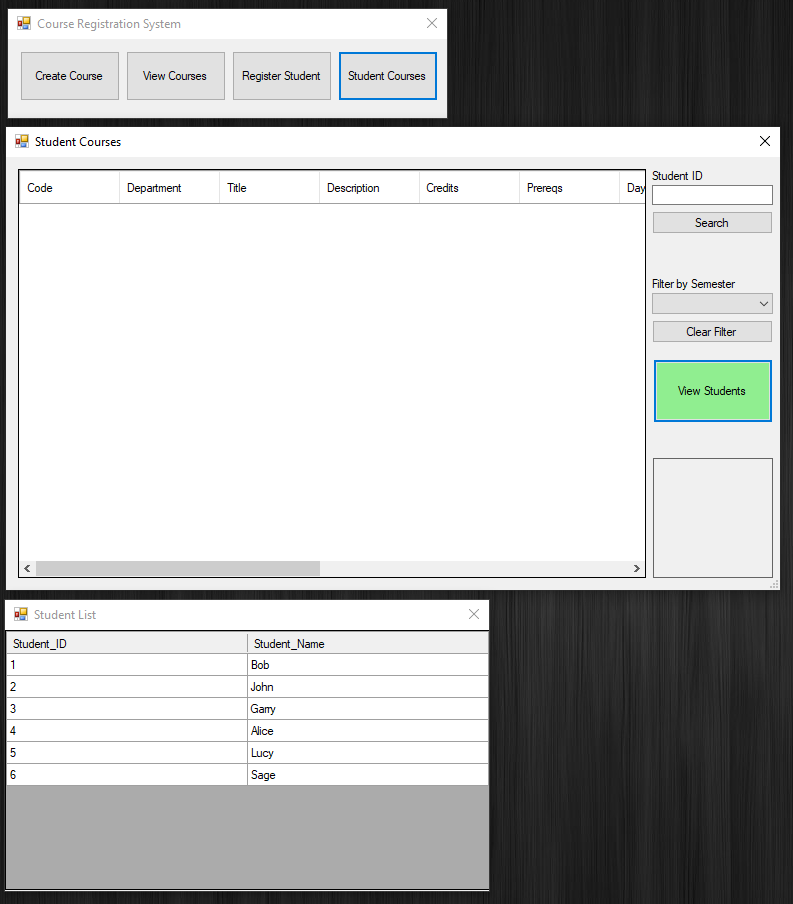 Course Registration System
Create Course View Courses Register Student Student Courses
Student Courses
Code Department Title Description Credits Prereqs Day
Student ID
Search
Filter by Semester
Clear Filter
View Students
Student List
Student_ID Student_Name
1 Bob
2 John
3 Garry
4 Alice
5 Lucy
6 Sage